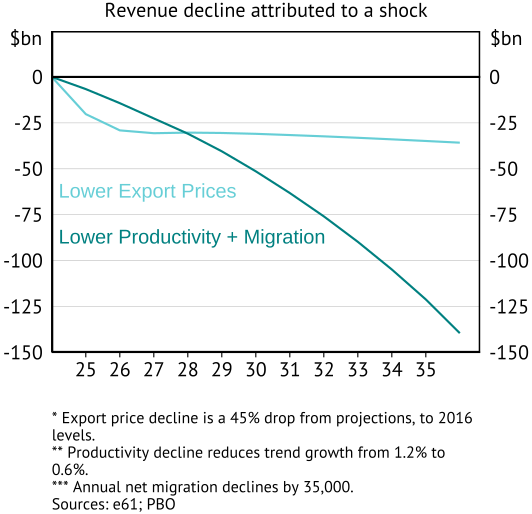 Revenue decline attributed to a shock
$bn $bn
0 0
-25 -25
-50 -50
Lower Export Prices
-75 -75
Lower Productivity + Migration
-100 -100
-125 -125
-150 -150
25 26 27 28 29 30 31 32 33 34 35
* Export price decline is a 45% drop from projections, to 2016
levels.
** Productivity decline reduces trend growth from 1.2% to
0.6%.
*** Annual net migration declines by 35,000.
Sources: e61; PBO